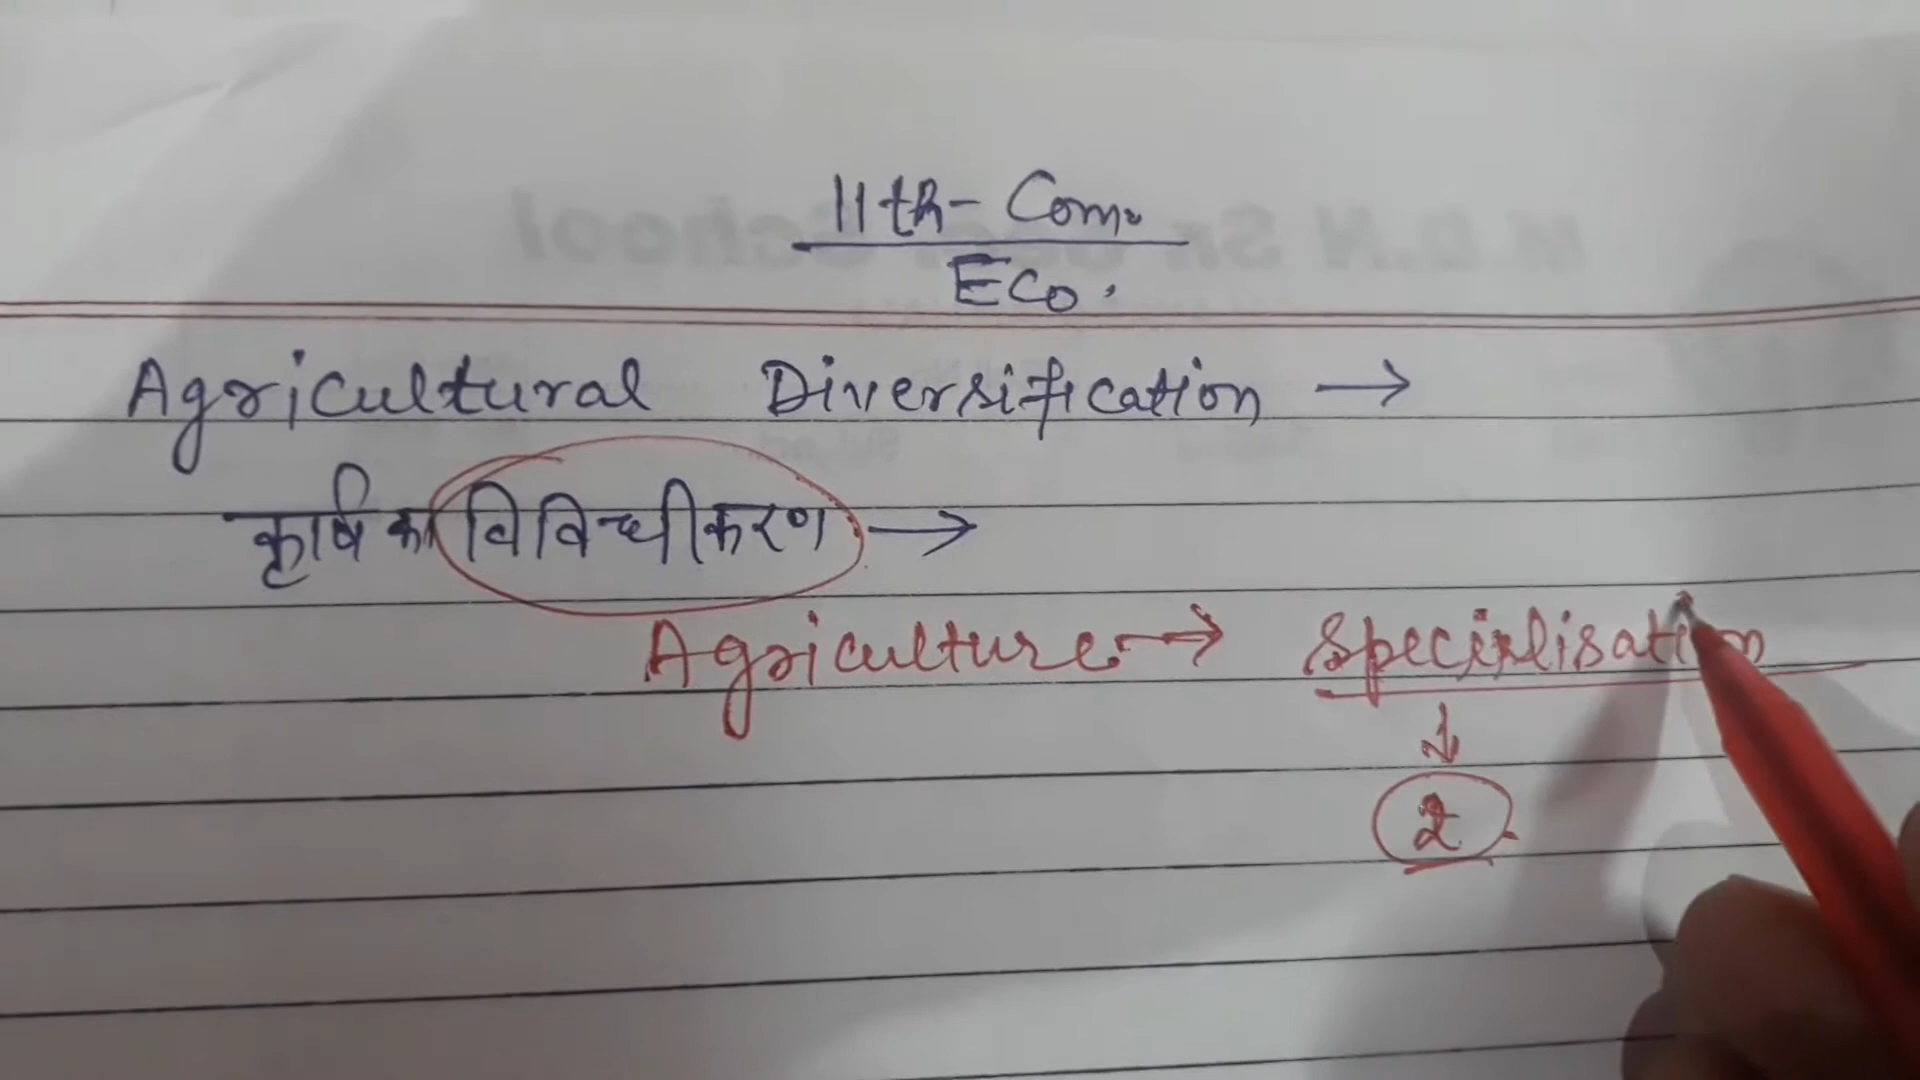 11th - Com.
Eco.
Agricultural Diversification →
कृषि का विविधीकरण →
Agriculture → Specialisation
↓
2